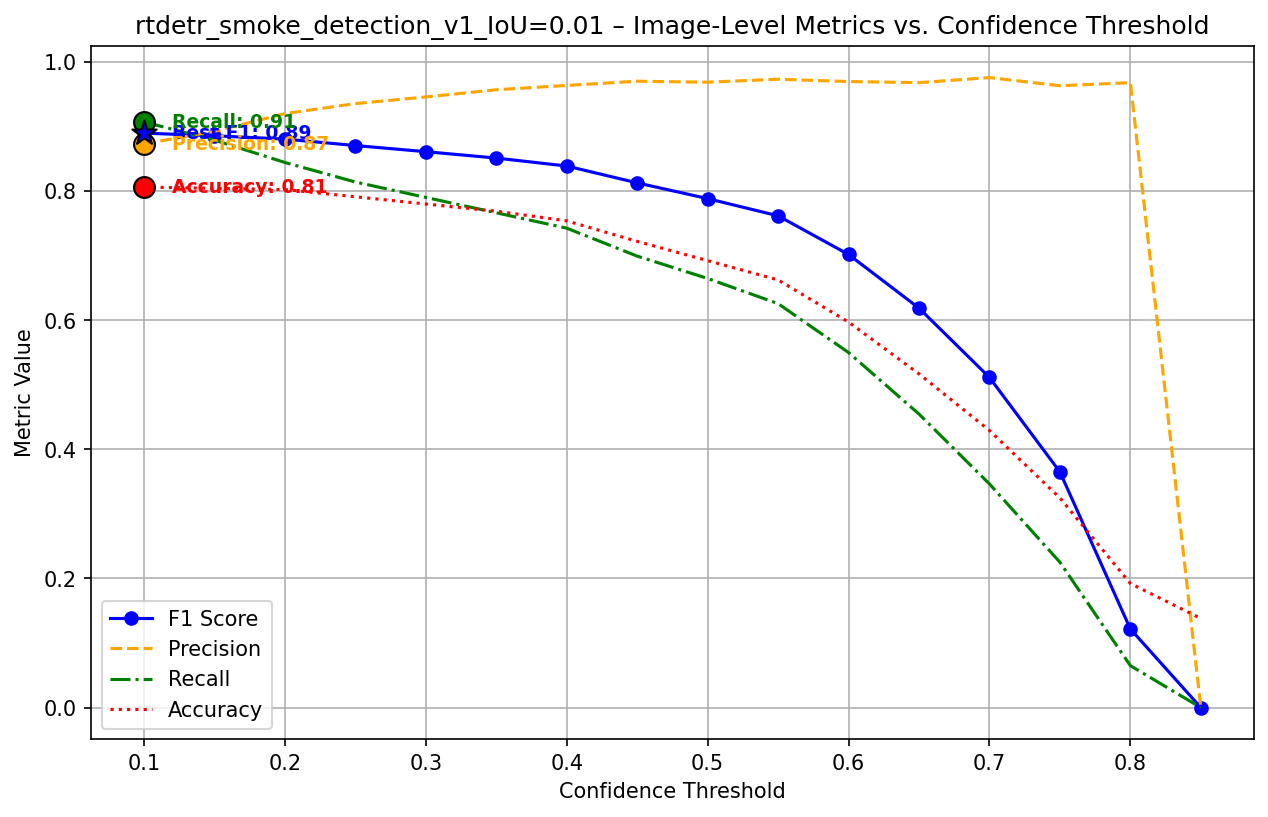 rtdetr_smoke_detection_v1_IoU=0.01 – Image-Level Metrics vs. Confidence Threshold
1.0
0.8
0.6
0.4
0.2
0.0
Metric Value
Recall: 0.91
Best F1: 0.89
Precision: 0.87
Accuracy: 0.81
F1 Score
Precision
Recall
Accuracy
0.1 0.2 0.3 0.4 0.5 0.6 0.7 0.8
Confidence Threshold